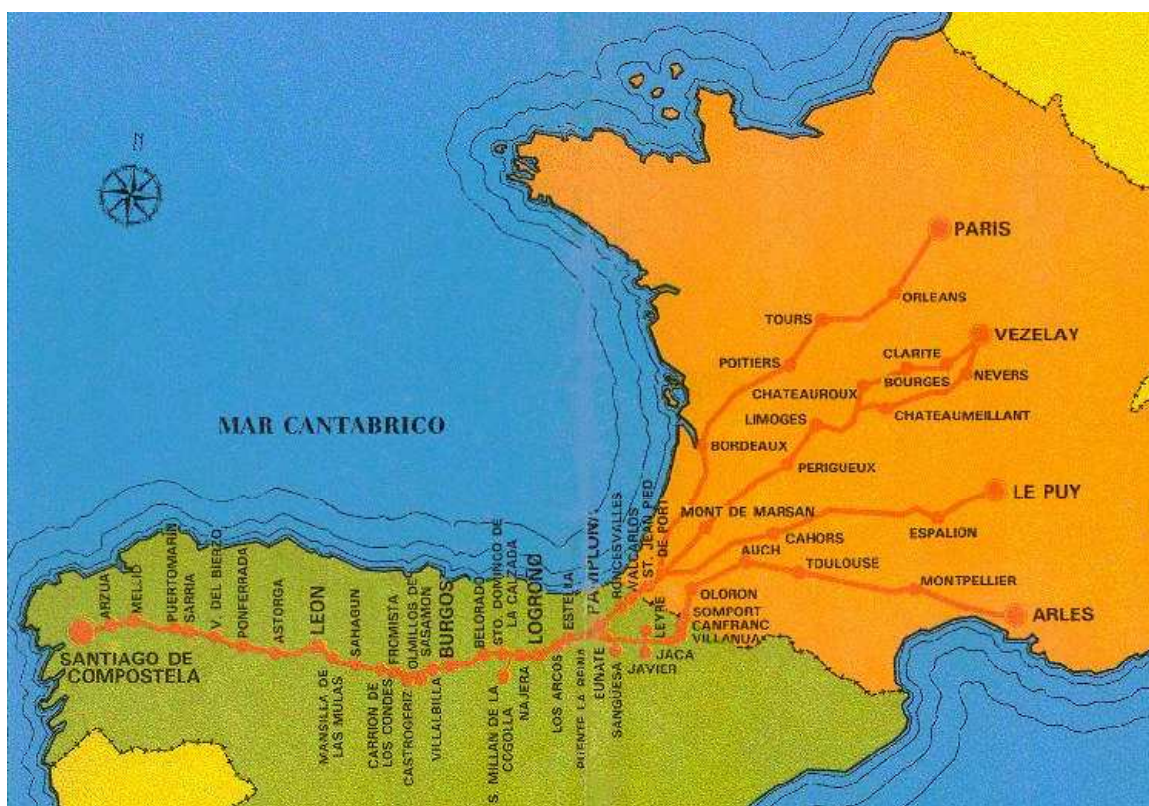 N
PARIS
ORLEANS
TOURS
VEZELAY
CLARITE
POITIERS
NEVERS
BOURGES
CHATEAUROUX
CHATEAUMEILLANT
LIMOGES
MAR CANTABRICO
BORDEAUX
PERIGUEUX
LE PUY
MONT DE MARSAN
ESPALION
CAHORS
AUCH
TOULOUSE
MONTPELLIER
OLORON
ARLES
SOMPORT
CANFRANC
VILLANUA
JACA
JAVIER
LEYRE
ST. JEAN PIED
DE PORT
VALCARLOS
RONCESVALLES
PAMPLONA
SANGUESA
EUNATE
PUENTE LA REINA
ESTELLA
LOS ARCOS
LOGROÑO
NAJERA
STO. DOMINGO DE
LA CALZADA
S. MILLAN DE LA
COGOLLA
BELORADO
BURGOS
VILLALBILLA
OLMILLOS DE
SASAMON
CASTROGERIZ
FROMISTA
CARRION DE
LOS CONDES
SAHAGUN
MANSILLA DE
LAS MULAS
LEON
ASTORGA
PONFERRADA
V. DEL BIERZO
SARRIA
PUERTOMARIN
MELLID
ARZUA
SANTIAGO DE
COMPOSTELA